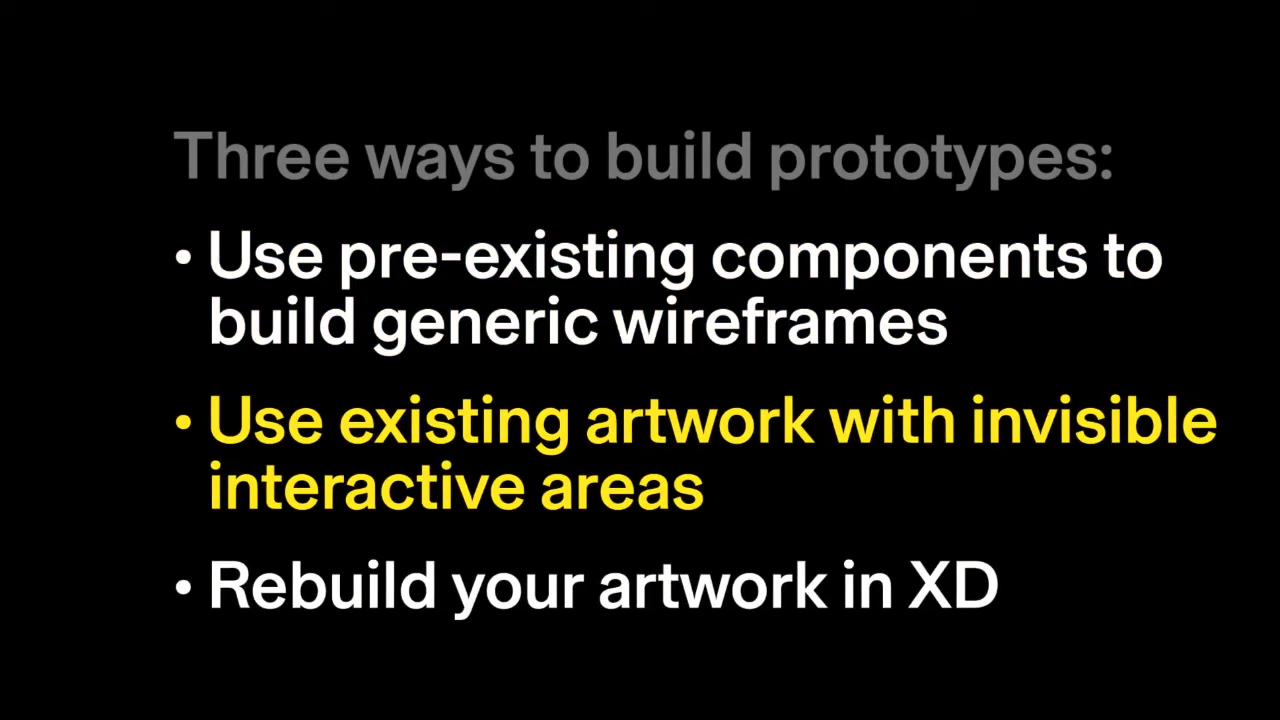 Three ways to build prototypes:
• Use pre-existing components to
build generic wireframes
• Use existing artwork with invisible
interactive areas
• Rebuild your artwork in XD